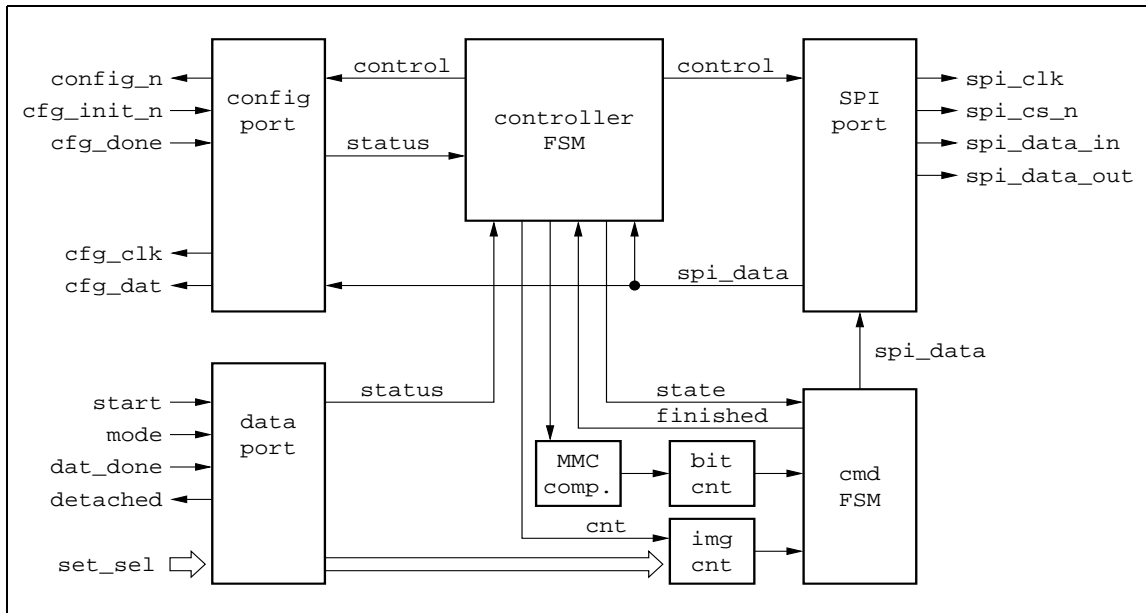 config_n
cfg_init_n
cfg_done
cfg_clk
cfg_dat
config
port
control
status
controller
FSM
control
SPI
port
spi_clk
spi_cs_n
spi_data_in
spi_data_out
spi_data
spi_data
start
mode
dat_done
detached
set_sel
data
port
status
state
finished
MMC
comp.
bit
cnt
cnt
img
cnt
cmd
FSM